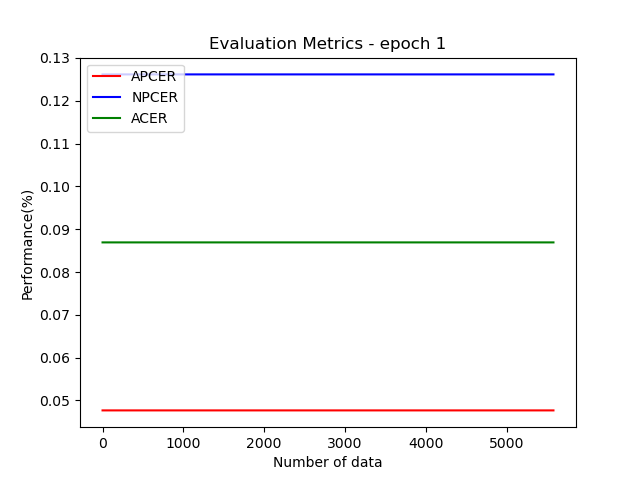 Evaluation Metrics - epoch 1
Performance(%)
0.13
0.12
0.11
0.10
0.09
0.08
0.07
0.06
0.05
APCER
NPCER
ACER
0 1000 2000 3000 4000 5000
Number of data